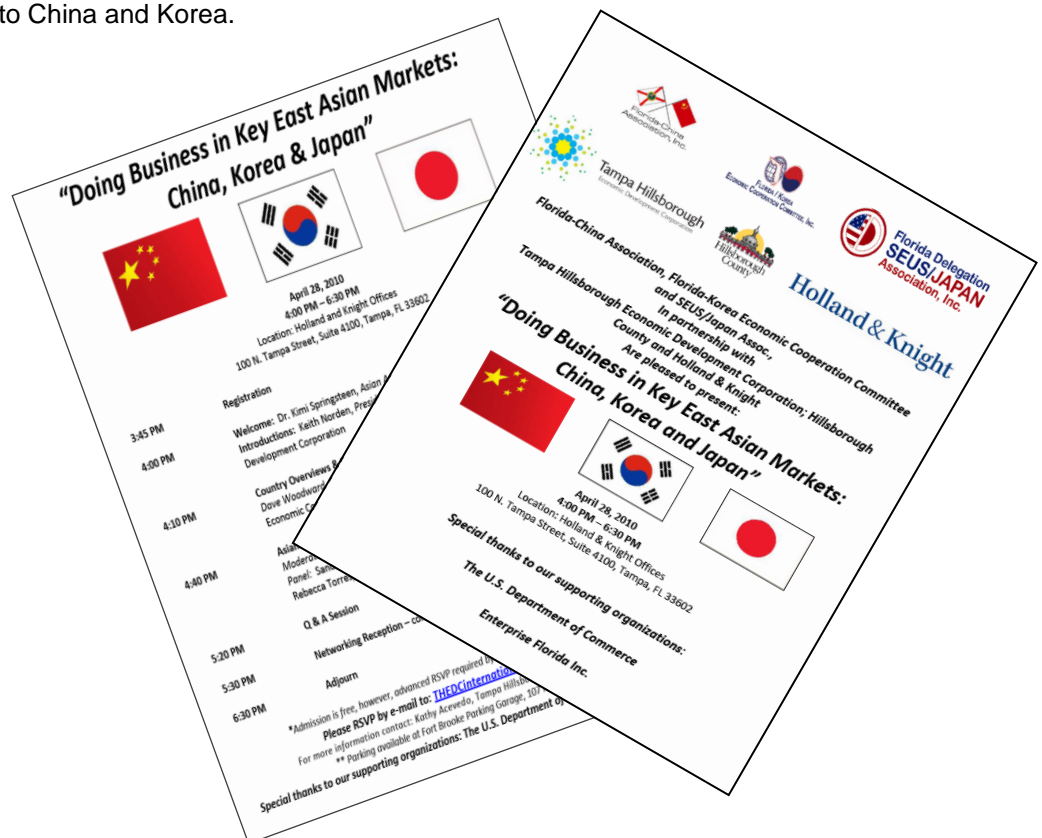 to China and Korea.
“Doing Business in Key East Asian Markets:
China, Korea & Japan”
April 28, 2010
4:00 PM – 6:30 PM
Location: Holland and Knight Offices
100 N. Tampa Street, Suite 4100, Tampa, FL 33602
3:45 PM Registration
4:00 PM Welcome: Dr. Kimi Springsteen, Asian
Introductions: Keith Norden,
Development Corporation
4:10 PM Country Overviews &
Dave Woodward
Economic
4:40 PM
Panel:
Rebecca
5:20 PM Q & A Session
5:30 PM Networking Reception –
6:30 PM Adjourn
*Admission is free, however, advanced RSVP required by
Please RSVP by e-mail to: THEDCinternatio
For more information contact: Kathy Acevedo, Tampa
** Parking available at Fort Brooke Parking Garage, 107
Special thanks to our supporting organizations: The U.S. Department of
Florida-China
Association, Inc.
Tampa Hillsborough
Economic Development Corporation
Florida / Korea
Economic Cooperation Committee, Inc.
Hillsborough
County
Florida Delegation
SEUS/JAPAN
Association, Inc.
Holland & Knight
Florida-China Association, Florida-Korea Economic Cooperation Committee
and SEUS/Japan Assoc.,
In partnership with
Tampa Hillsborough Economic Development Corporation; Hillsborough
County and Holland & Knight
Are pleased to present:
“Doing Business in Key East Asian Markets:
China, Korea and Japan”
April 28, 2010
4:00 PM – 6:30 PM
Location: Holland & Knight Offices
100 N. Tampa Street, Suite 4100, Tampa, FL 33602
Special thanks to our supporting organizations:
The U.S. Department of Commerce
Enterprise Florida Inc.